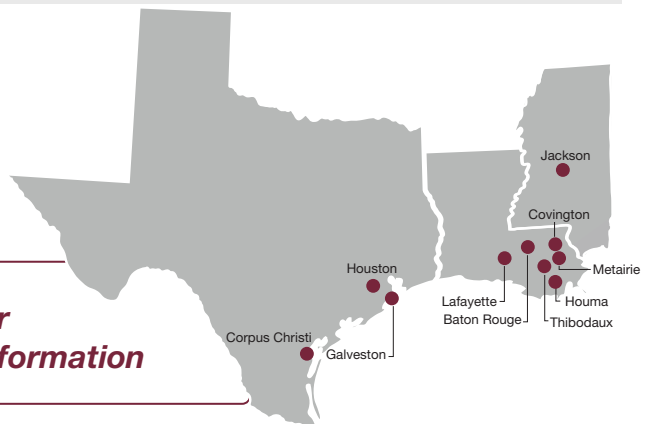 Jackson
Covington
Metairie
Houston
Lafayette
Houma
Baton Rouge
Thibodaux
Corpus Christi
Galveston
r
formation